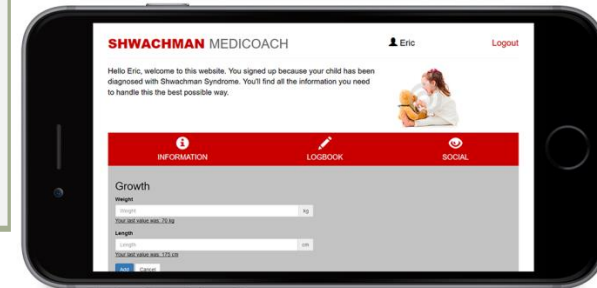 SHWACHMAN MEDICOACH
Eric
Logout
Hello Eric, welcome to this website. You signed up because your child has been
diagnosed with Shwachman Syndrome. You'll find all the information you need
to handle this the best possible way.
INFORMATION
LOGBOOK
SOCIAL
Growth
Weight
Weight
kg
Your last value was: 70 kg
Length
Length
cm
Your last value was: 175 cm
Add
Cancel